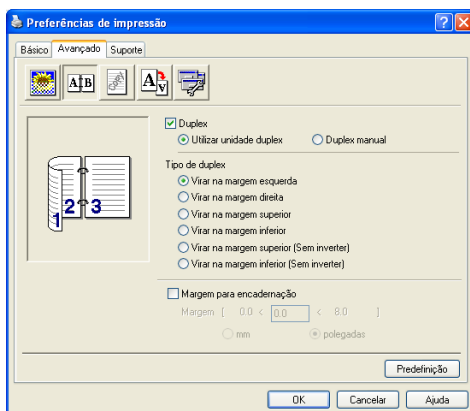 Preferências de impressão
Básico Avançado Suporte
A B A
Duplex
Utilizar unidade duplex Duplex manual
Tipo de duplex
Virar na margem esquerda
Virar na margem direita
Virar na margem superior
Virar na margem inferior
Virar na margem superior (Sem inverter)
Virar na margem inferior (Sem inverter)
1 2 3
Margem para encadernação
Margem [ 0.0 < 0.0 < 8.0 ]
mm polegadas
Predefinição
OK Cancelar Ajuda